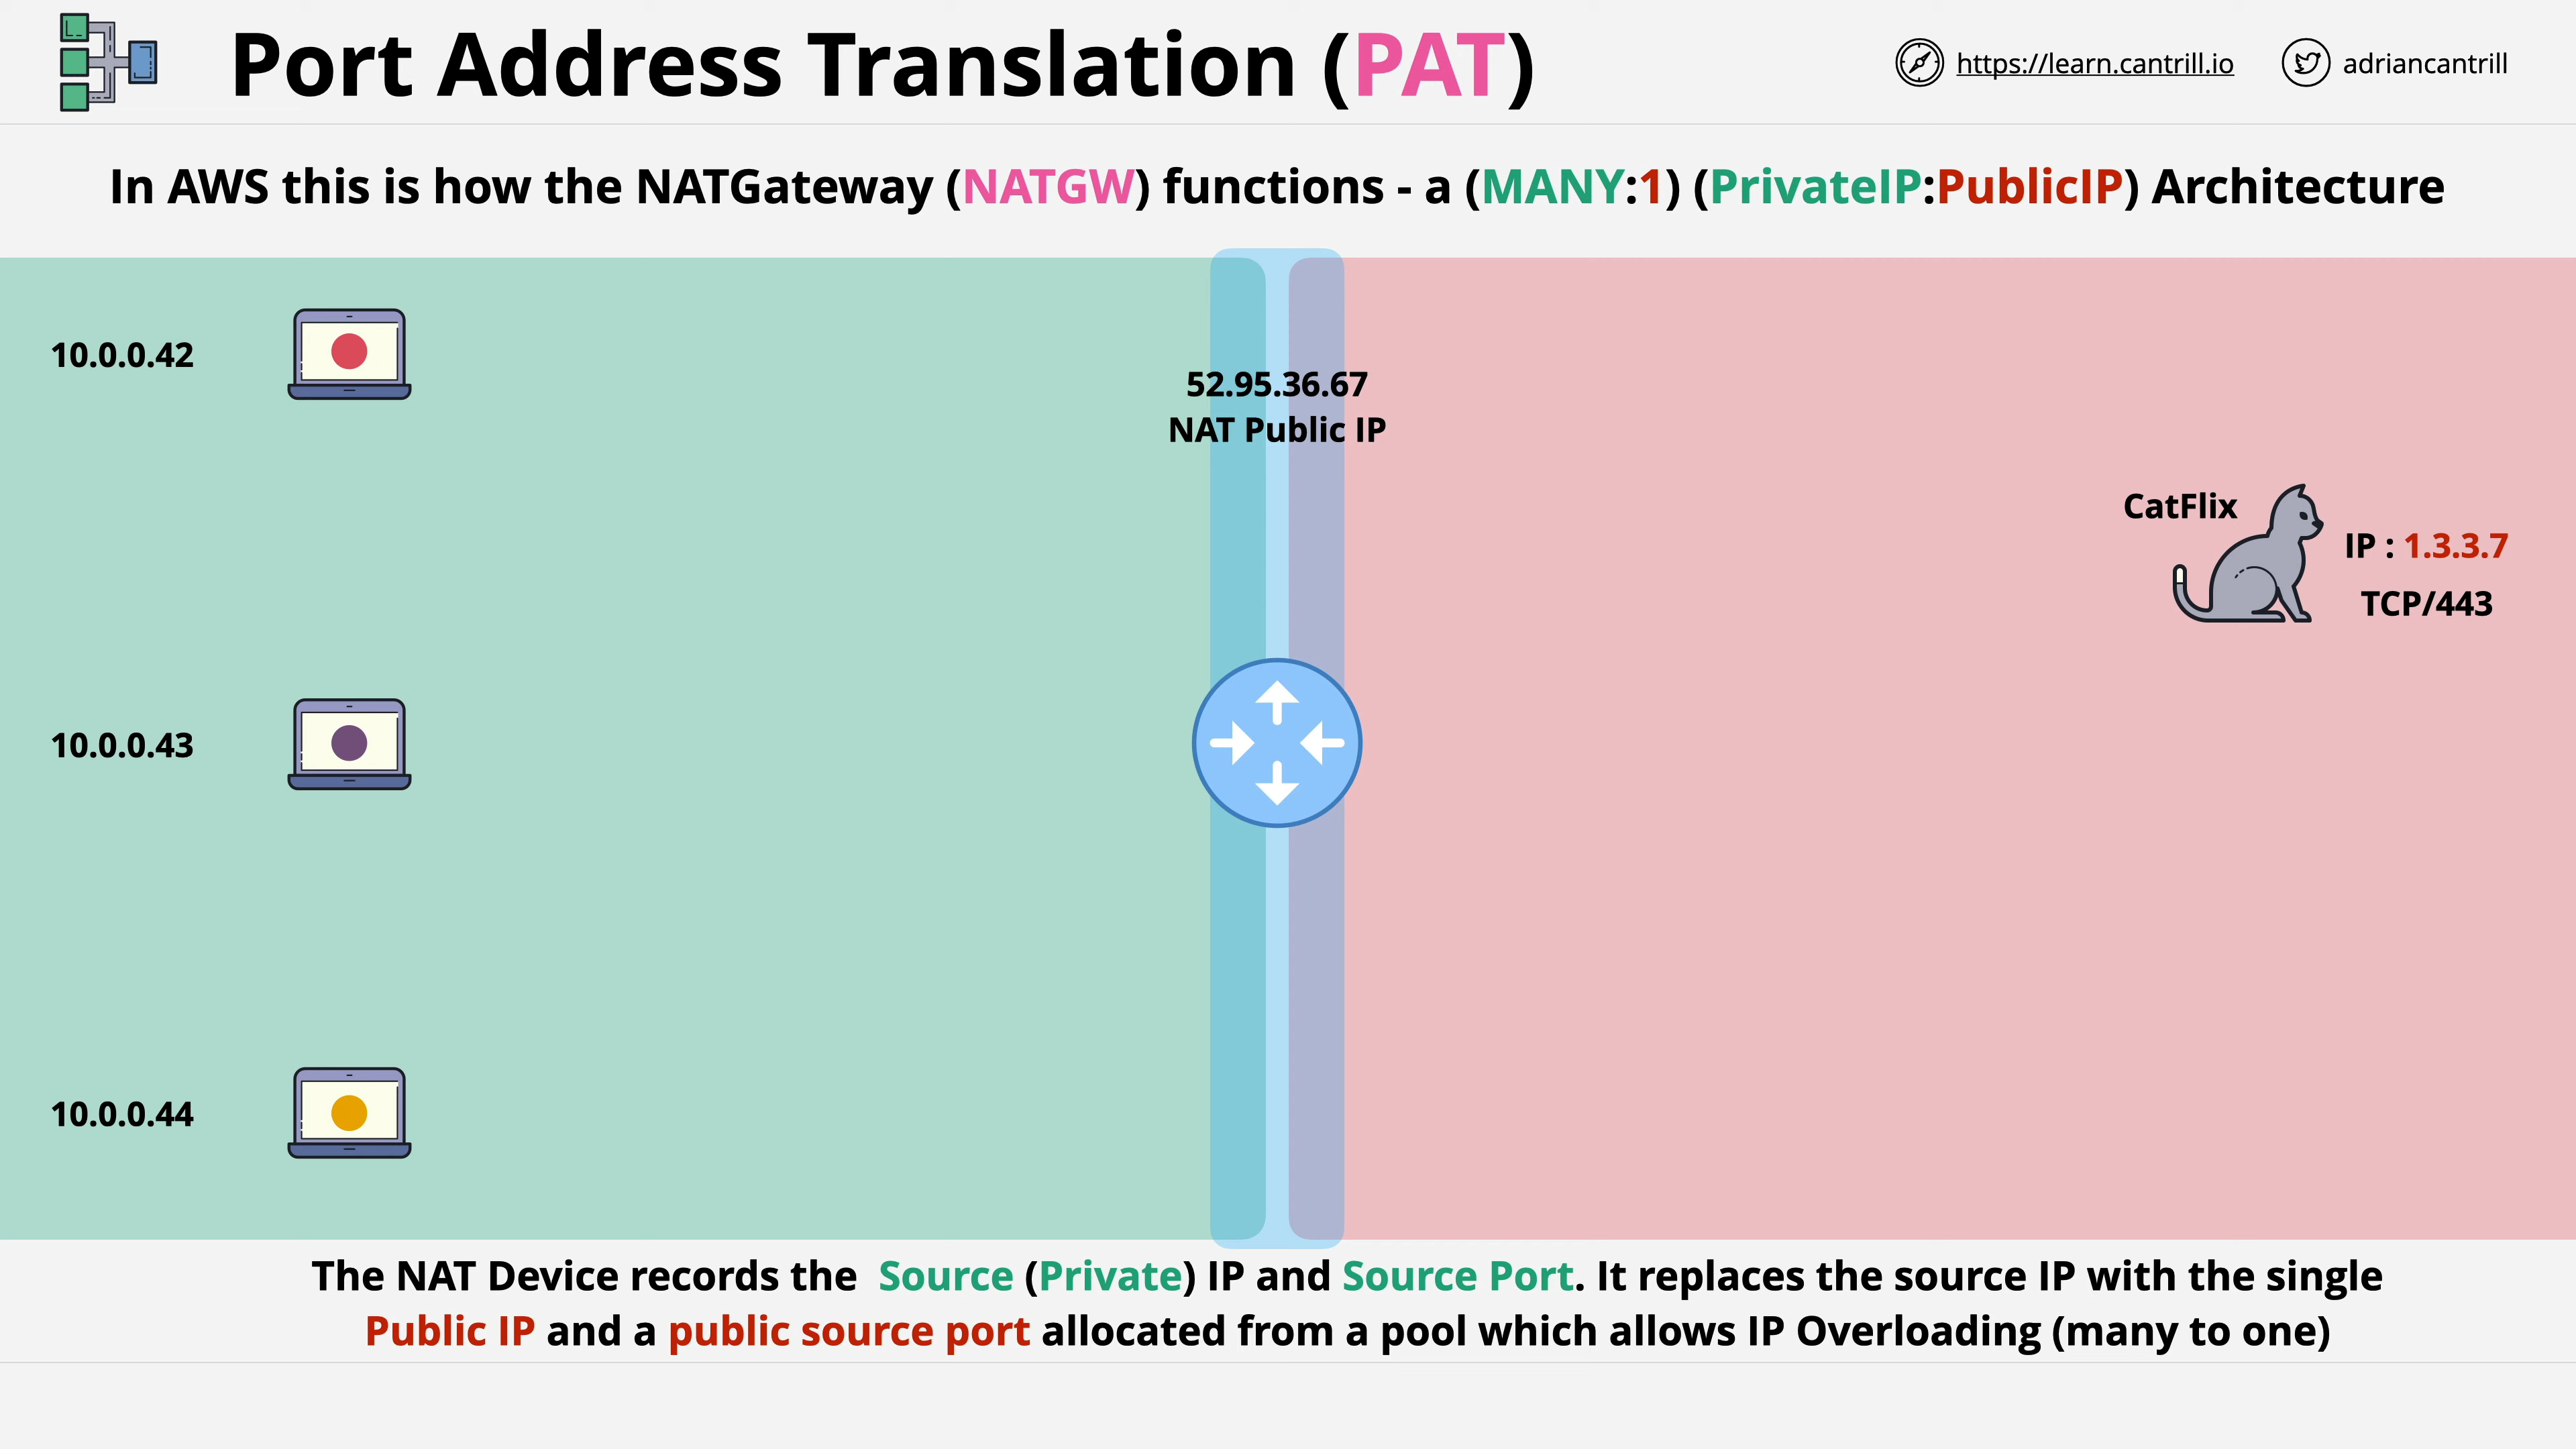 Port Address Translation (PAT)
https://learn.cantrill.io
adriancantrill
In AWS this is how the NATGateway (NATGW) functions - a (MANY:1) (PrivateIP:PublicIP) Architecture
10.0.0.42
52.95.36.67
NAT Public IP
CatFlix
IP : 1.3.3.7
TCP/443
10.0.0.43
10.0.0.44
The NAT Device records the Source (Private) IP and Source Port. It replaces the source IP with the single
Public IP and a public source port allocated from a pool which allows IP Overloading (many to one)